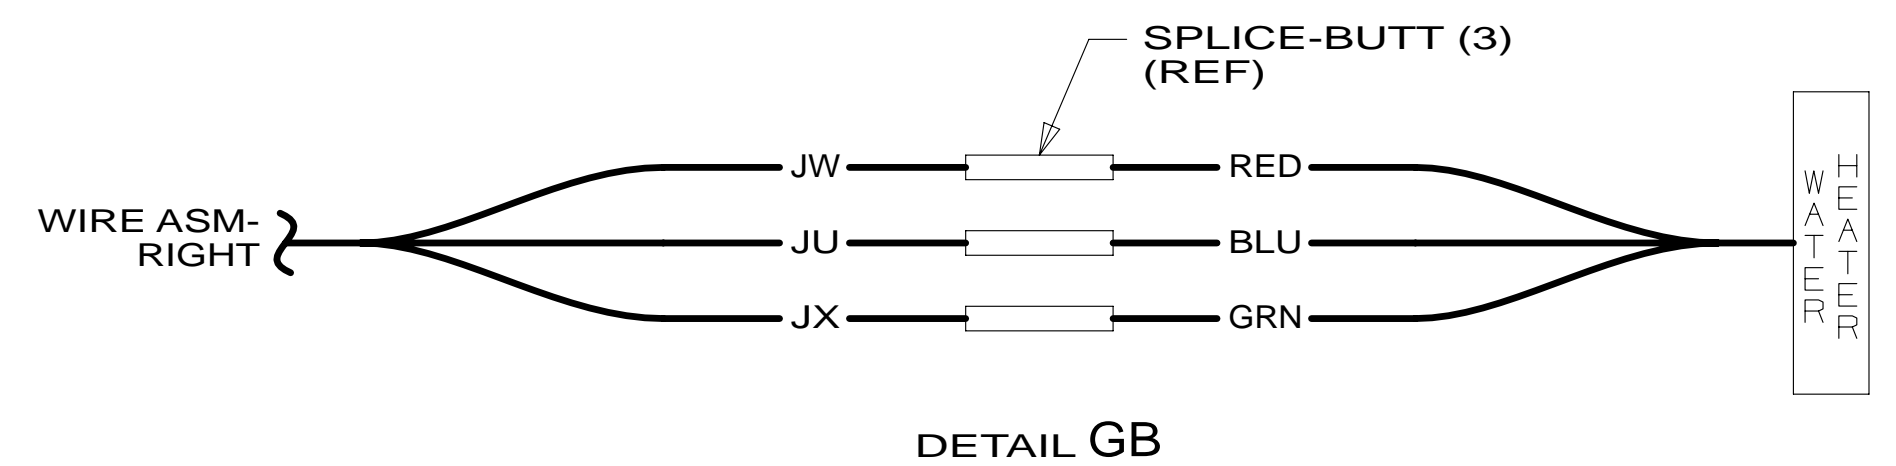 SPLICE-BUTT (3)
(REF)
WIRE ASM-
RIGHT
JW
RED
JU
BLU
JX
GRN
WATER
HEATER
DETAIL GB